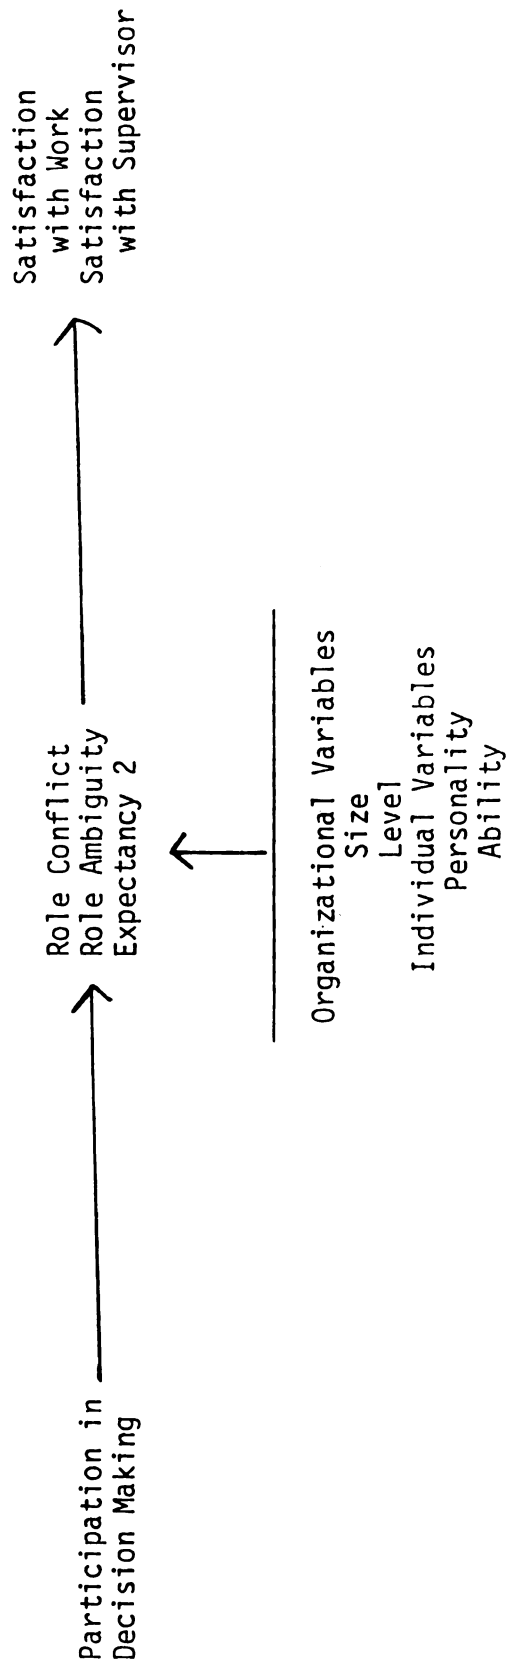 Participation in
Decision Making
Role Conflict
Role Ambiguity
Expectancy 2
Satisfaction
with Work
Satisfaction
with Supervisor
Organizational Variables
Size
Level
Individual Variables
Personality
Ability